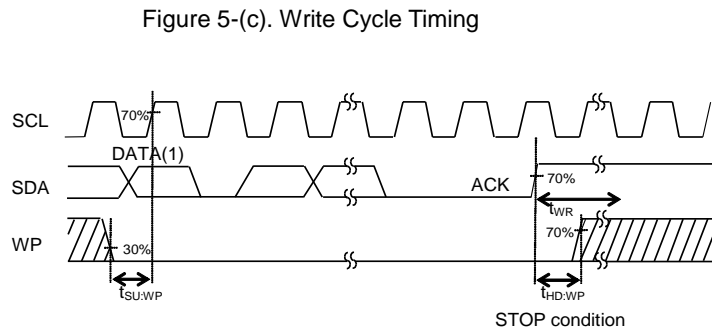 Figure 5-(c). Write Cycle Timing
SCL
70%
DATA(1)
SDA
ACK
70%
tWR
WP
30%
70%
tSU:WP
tHD:WP
STOP condition